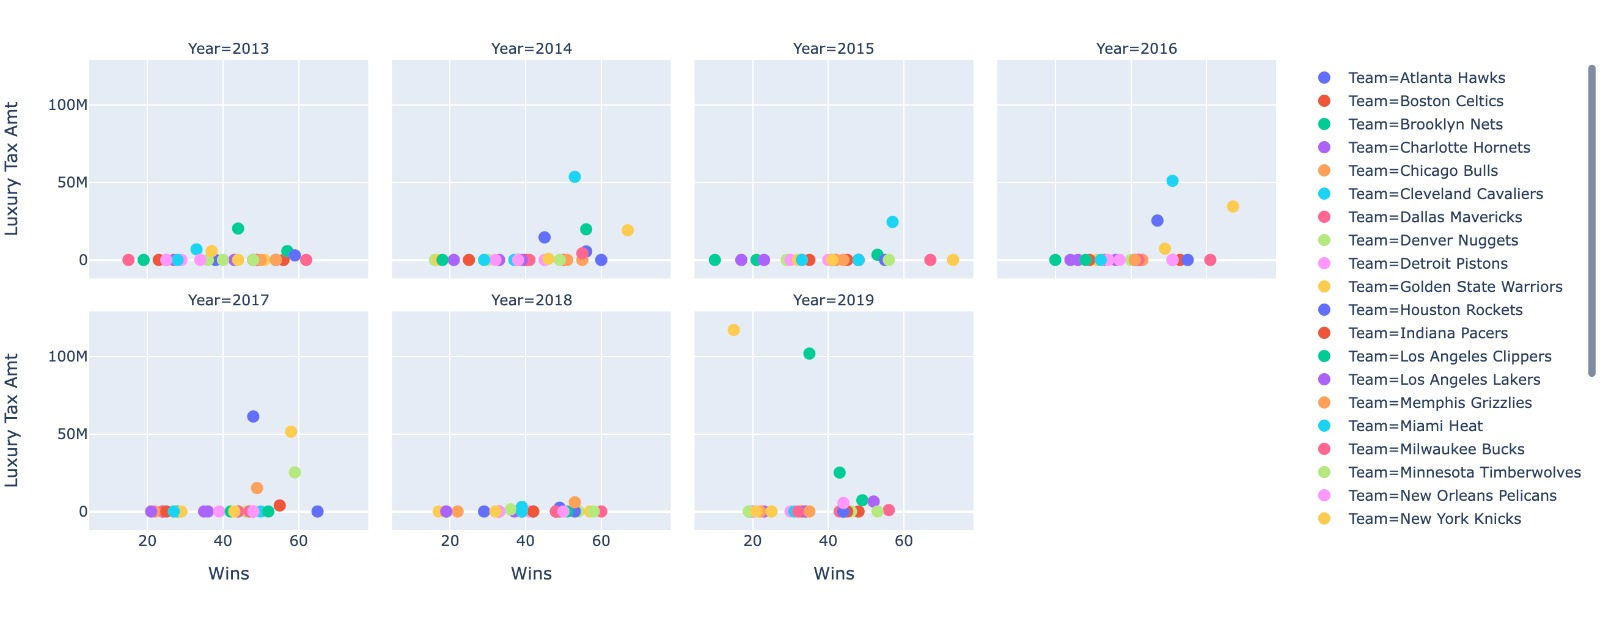 Year=2013
Year=2014
Year=2015
Year=2016
Luxury Tax Amt
100M
50M
0
Year=2017
Year=2018
Year=2019
Luxury Tax Amt
100M
50M
0
20 40 60
20 40 60
20 40 60
Wins
Wins
Wins
Team=Atlanta Hawks
Team=Boston Celtics
Team=Brooklyn Nets
Team=Charlotte Hornets
Team=Chicago Bulls
Team=Cleveland Cavaliers
Team=Dallas Mavericks
Team=Denver Nuggets
Team=Detroit Pistons
Team=Golden State Warriors
Team=Houston Rockets
Team=Indiana Pacers
Team=Los Angeles Clippers
Team=Los Angeles Lakers
Team=Memphis Grizzlies
Team=Miami Heat
Team=Milwaukee Bucks
Team=Minnesota Timberwolves
Team=New Orleans Pelicans
Team=New York Knicks